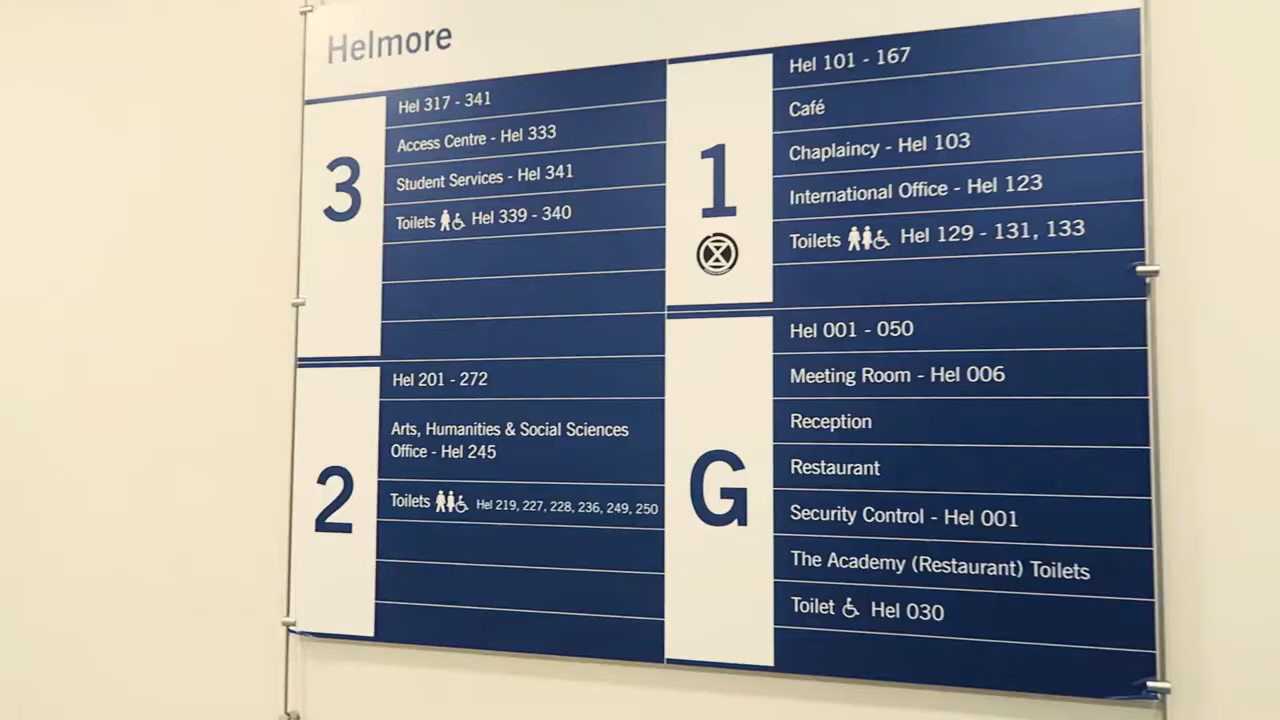 Helmore
3
Hel 317 - 341
Access Centre - Hel 333
Student Services - Hel 341
Toilets Hel 339 - 340
2
Hel 201 - 272
Arts, Humanities & Social Sciences
Office - Hel 245
Toilets Hel 219, 227, 228, 236, 249, 250
1
Hel 101 - 167
Café
Chaplaincy - Hel 103
International Office - Hel 123
Toilets Hel 129 - 131, 133
G
Hel 001 - 050
Meeting Room - Hel 006
Reception
Restaurant
Security Control - Hel 001
The Academy (Restaurant) Toilets
Toilet Hel 030